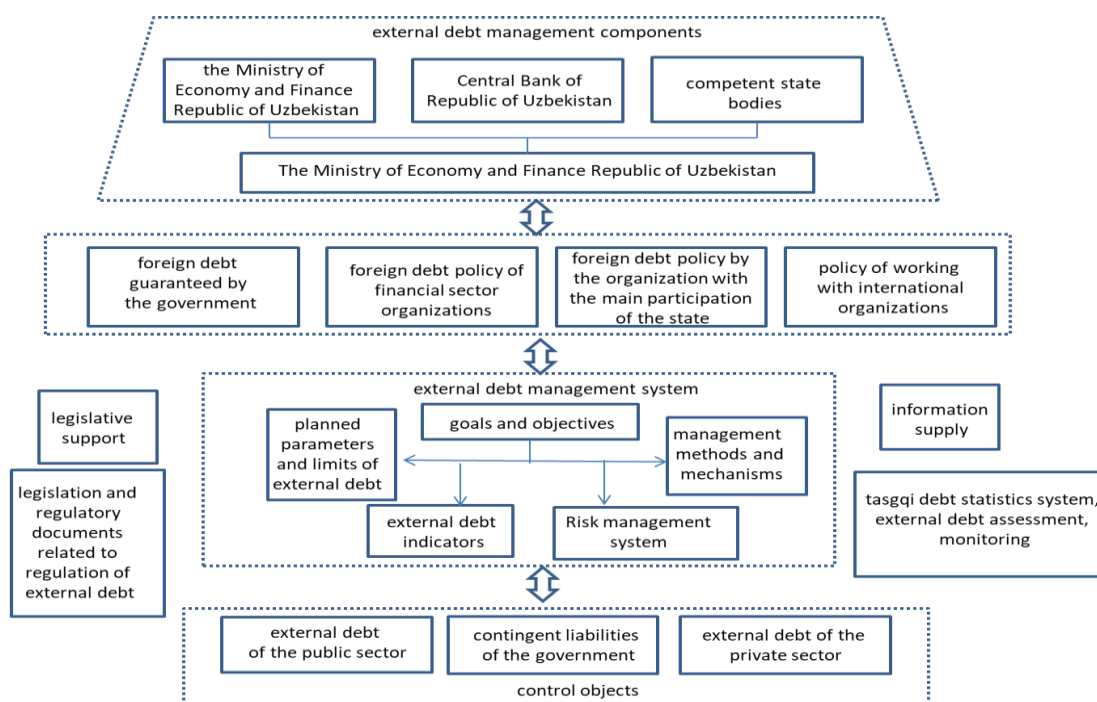 external debt management components
the Ministry of
Economy and Finance
Republic of Uzbekistan
Central Bank of
Republic of Uzbekistan
competent state
bodies
The Ministry of Economy and Finance Republic of Uzbekistan
foreign debt
guaranteed by
the government
foreign debt policy of
financial sector
organizations
foreign debt policy by
the organization with
the main participation
of the state
policy of working
with international
organizations
legislative
support
legislation and
regulatory
documents
related to
regulation of
external debt
external debt management system
planned
parameters
and limits of
external debt
goals and objectives
management
methods and
mechanisms
external debt
indicators
Risk management
system
information
supply
tasgqi debt statistics system,
external debt assessment,
monitoring
external debt
of the public sector
contingent liabilities
of the government
external debt of the
private sector
control objects